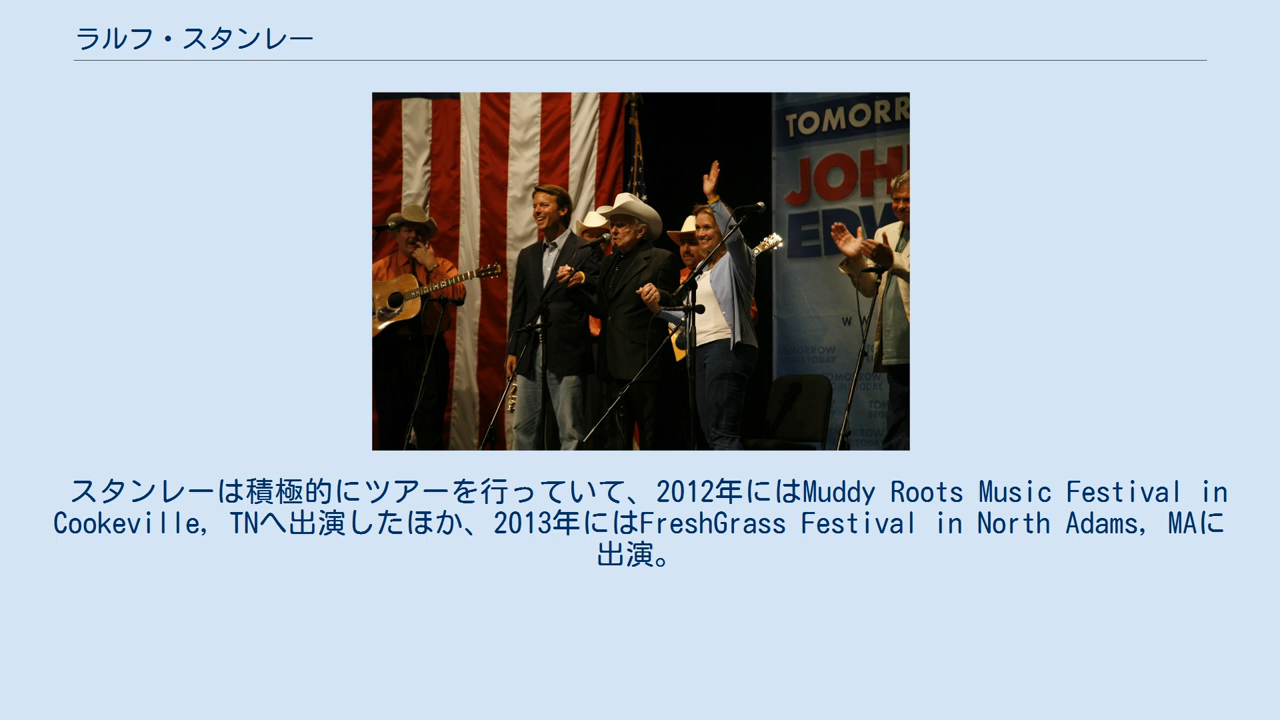 ラルフ・スタンレー
TOMORR
JOH
EDW
W W
TOMORROW
スタンレーは積極的にツアーを行っていて、2012年にはMuddy Roots Music Festival in
Cookeville, TNへ出演したほか、2013年にはFreshGrass Festival in North Adams, MAに
出演。